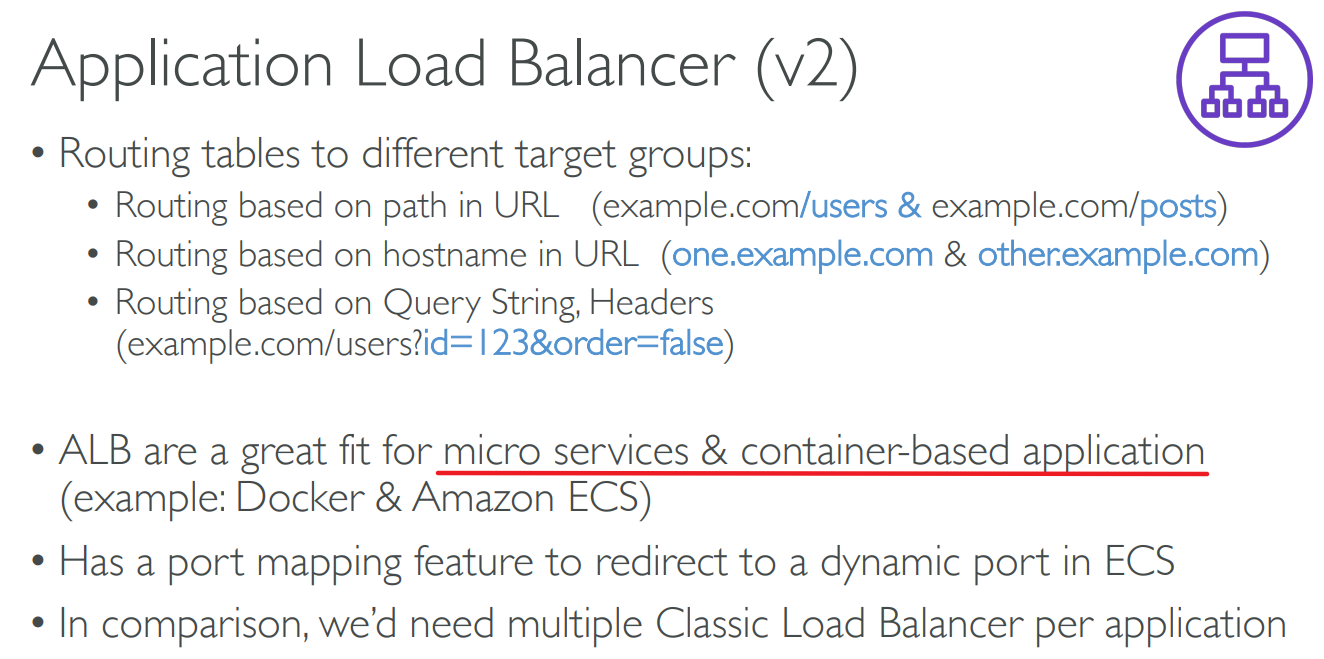 Application Load Balancer (v2)
• Routing tables to different target groups:
• Routing based on path in URL (example.com/users & example.com/posts)
• Routing based on hostname in URL (one.example.com & other.example.com)
• Routing based on Query String, Headers
(example.com/users?id=123&order=false)
• ALB are a great fit for micro services & container-based application
(example: Docker & Amazon ECS)
• Has a port mapping feature to redirect to a dynamic port in ECS
• In comparison, we’d need multiple Classic Load Balancer per application